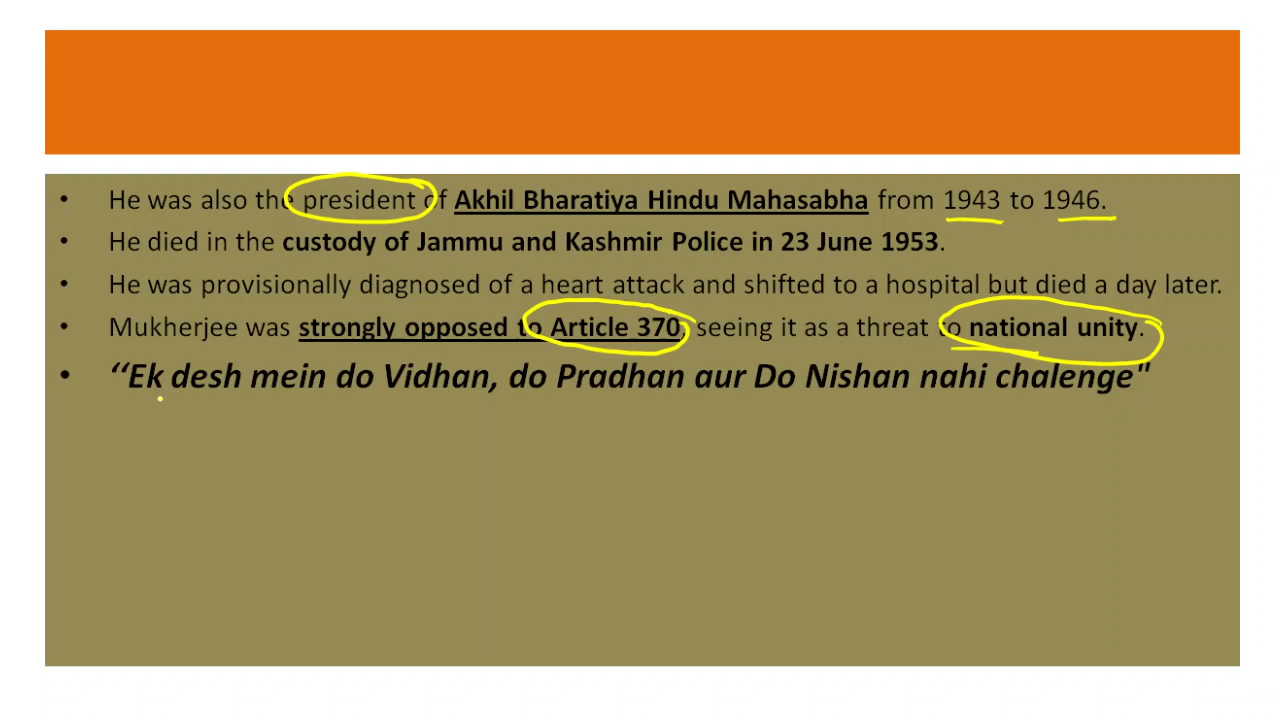 • He was also the president of Akhil Bharatiya Hindu Mahasabha from 1943 to 1946.
• He died in the custody of Jammu and Kashmir Police in 23 June 1953.
• He was provisionally diagnosed of a heart attack and shifted to a hospital but died a day later.
• Mukherjee was strongly opposed to Article 370, seeing it as a threat to national unity.
• ‘‘Ek desh mein do Vidhan, do Pradhan aur Do Nishan nahi chalenge"